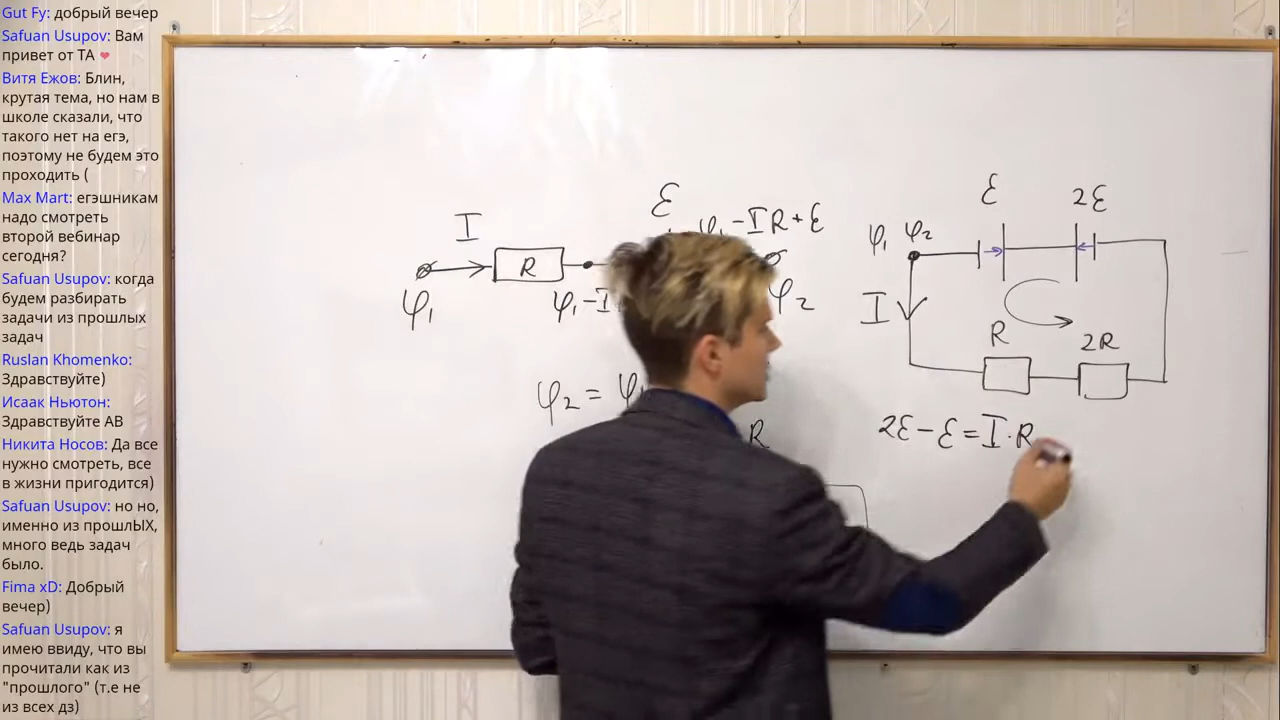 Gut Fy: добрый вечер
Safuan Usupov: Вам
привет от ТА ❤
Витя Ежов: Блин,
крутая тема, но нам в
школе сказали, что
такого нет на егэ,
поэтому не будем это
проходить (
Max Mart: егэшникам
надо смотреть
второй вебинар
сегодня?
Safuan Usupov: когда
будем разбирать
задачи из прошлых
задач
Ruslan Khomenko:
Здравствуйте)
Исаак Ньютон:
Здравствуйте АВ
Никита Носов: Да все
нужно смотреть, все
в жизни пригодится)
Safuan Usupov: но но,
именно из прошлЫХ,
много ведь задач
было.
Fima xD: Добрый
вечер)
Safuan Usupov: я
имею ввиду, что вы
прочитали как из
"прошлого" (т.е не
из всех дз)
ℰ
I
-IR+ℰ
R
φ₁
φ₁-I
φ₂
φ₂ = φ
R
ℰ
2ℰ
φ₁ φ₂
I
R
2R
2ℰ-ℰ=I·R